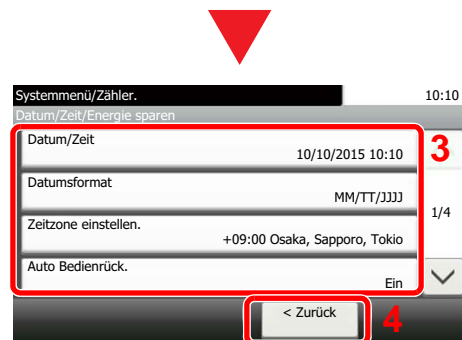 Systemmenü/Zähler.
10:10
Datum/Zeit/Energie sparen
Datum/Zeit
10/10/2015 10:10
3
Datumsformat
MM/TT/JJJJ
1/4
Zeitzone einstellen.
+09:00 Osaka, Sapporo, Tokio
Auto Bedienrück.
Ein
< Zurück
4